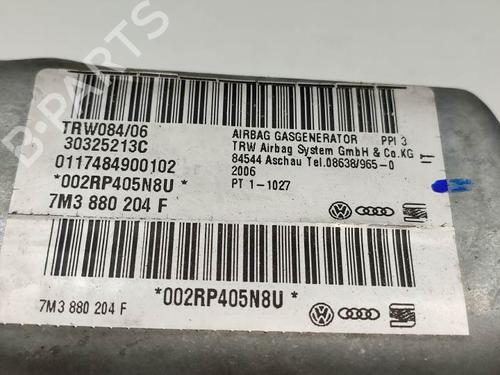 B-PARTS
TRW084/06
30325213C
0117484900102
*002RP405N8U*
7M3 880 204 F
AIRBAG GASGENERATOR PPI 3
TRW Airbag System GmbH & Co.KG
84544 Aschau Tel.08638/965-0
2006
PT 1-1027
IT
*002RP405N8U*
7M3 880 204 F